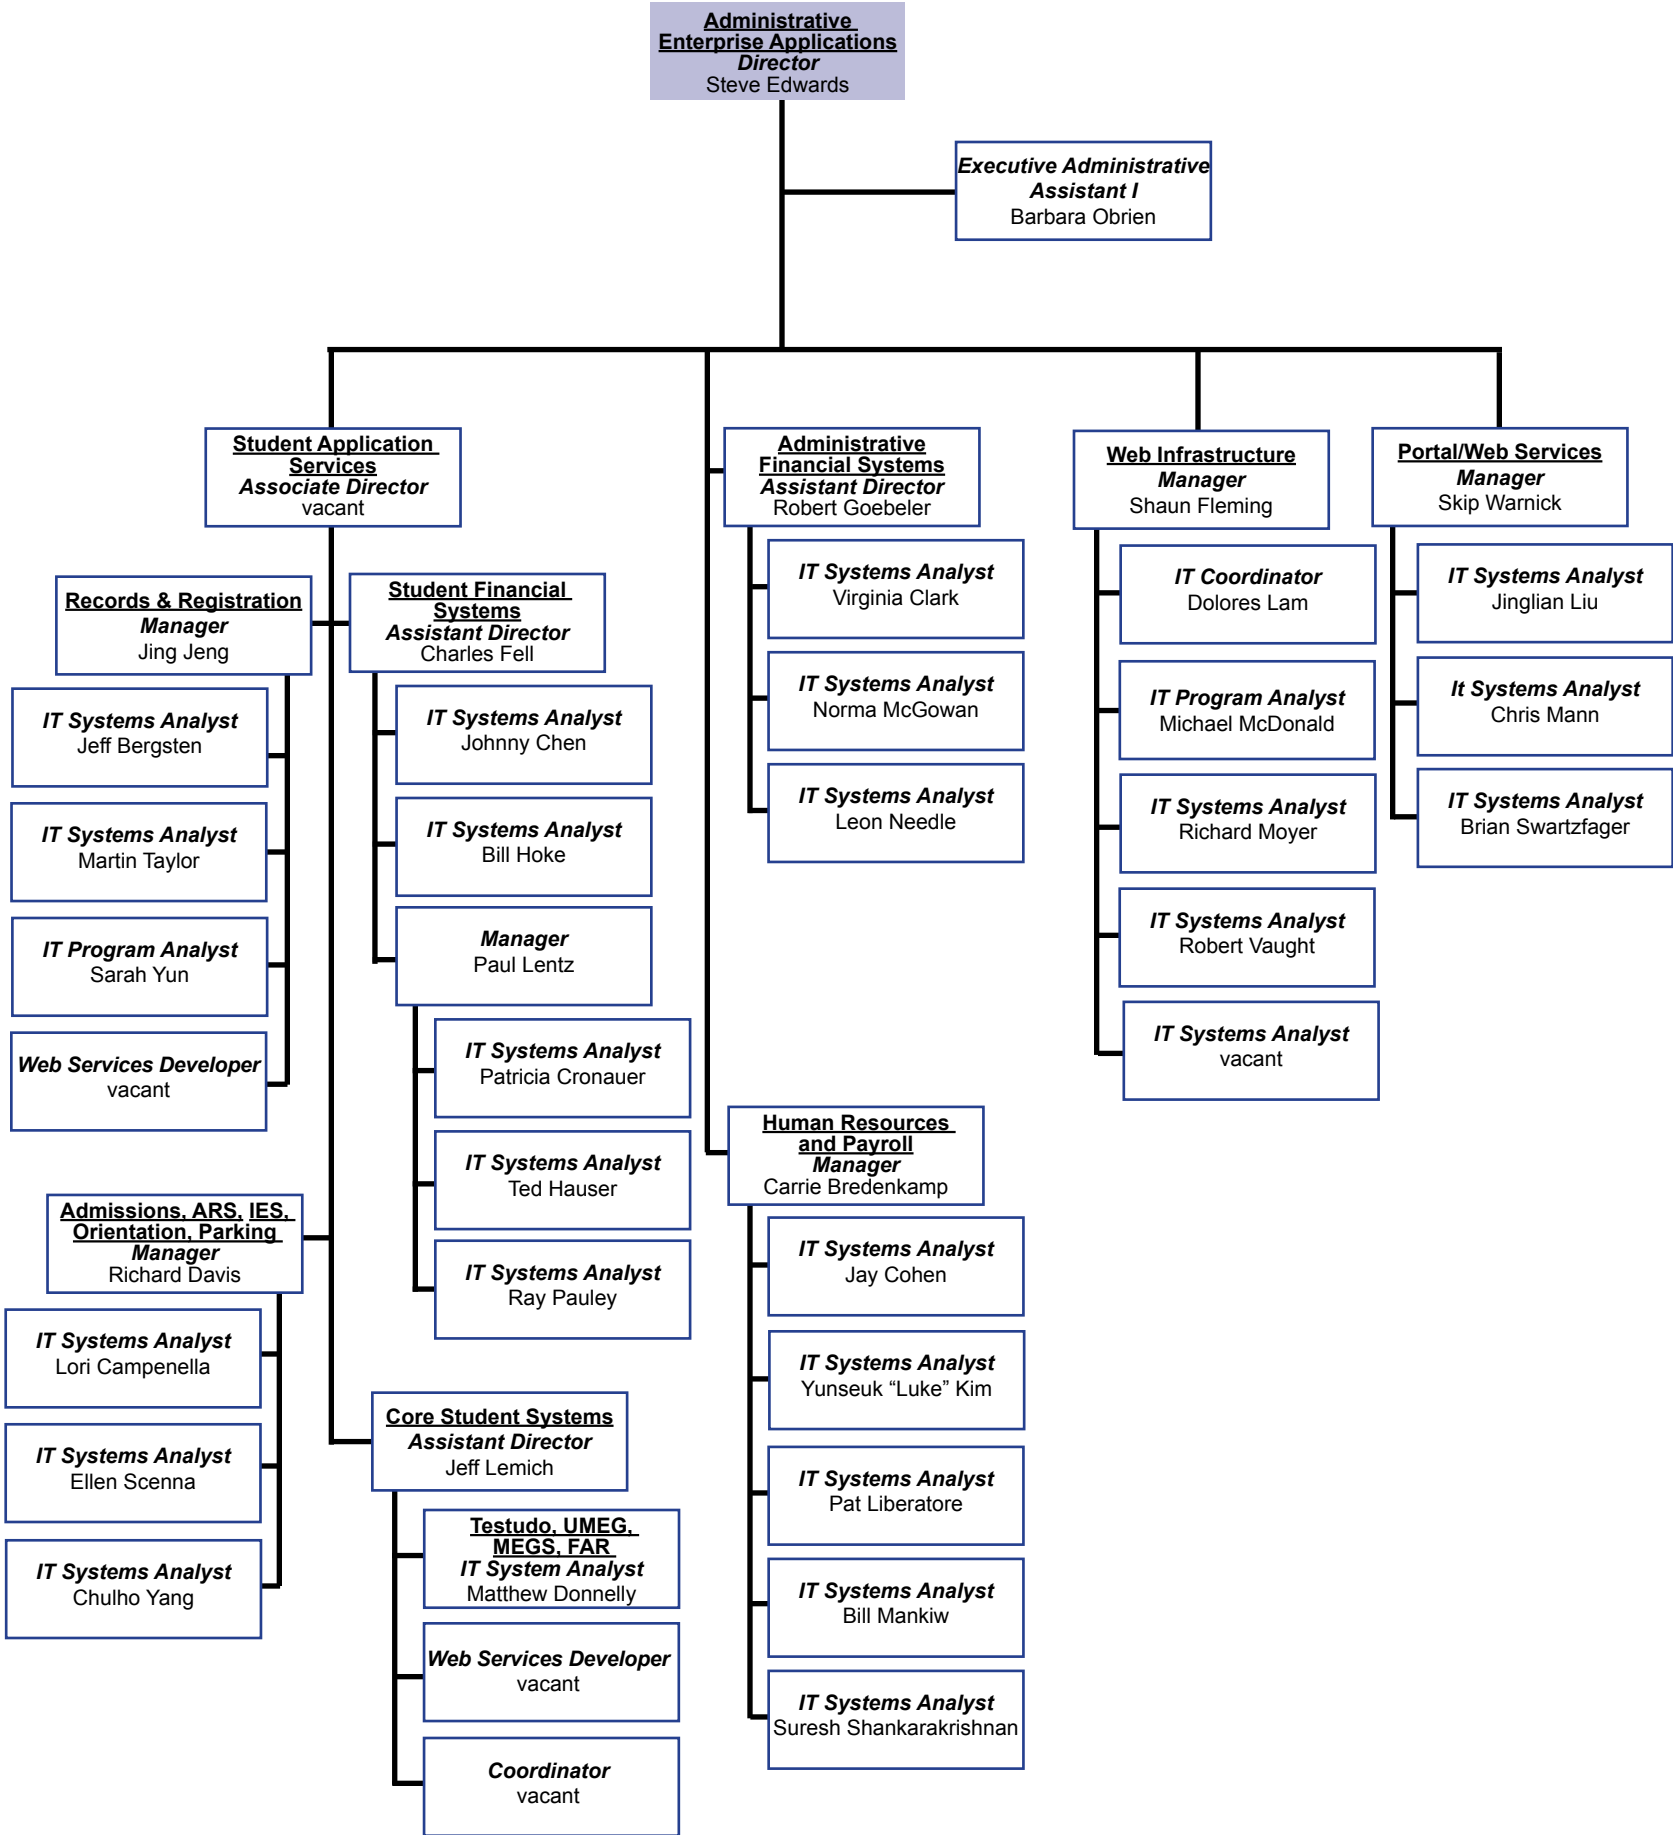 Administrative
Enterprise Applications
Director
Steve Edwards
Executive Administrative
Assistant I
Barbara Obrien
Student Application
Services
Associate Director
vacant
Records & Registration
Manager
Jing Jeng
IT Systems Analyst
Jeff Bergsten
IT Systems Analyst
Martin Taylor
IT Program Analyst
Sarah Yun
Web Services Developer
vacant
Student Financial
Systems
Assistant Director
Charles Fell
IT Systems Analyst
Johnny Chen
IT Systems Analyst
Bill Hoke
Manager
Paul Lentz
IT Systems Analyst
Patricia Cronauer
IT Systems Analyst
Ted Hauser
IT Systems Analyst
Ray Pauley
Admissions, ARS, IES,
Orientation, Parking
Manager
Richard Davis
IT Systems Analyst
Lori Campenella
IT Systems Analyst
Ellen Scenna
IT Systems Analyst
Chulho Yang
Core Student Systems
Assistant Director
Jeff Lemich
Testudo, UMEG,
MEGS, FAR
IT System Analyst
Matthew Donnelly
Web Services Developer
vacant
Coordinator
vacant
Administrative
Financial Systems
Assistant Director
Robert Goebeler
IT Systems Analyst
Virginia Clark
IT Systems Analyst
Norma McGowan
IT Systems Analyst
Leon Needle
Human Resources
and Payroll
Manager
Carrie Bredenkamp
IT Systems Analyst
Jay Cohen
IT Systems Analyst
Yunseuk “Luke” Kim
IT Systems Analyst
Pat Liberatore
IT Systems Analyst
Bill Mankiw
IT Systems Analyst
Suresh Shankarakrishnan
Web Infrastructure
Manager
Shaun Fleming
IT Coordinator
Dolores Lam
IT Program Analyst
Michael McDonald
IT Systems Analyst
Richard Moyer
IT Systems Analyst
Robert Vaught
IT Systems Analyst
vacant
Portal/Web Services
Manager
Skip Warnick
IT Systems Analyst
Jinglian Liu
It Systems Analyst
Chris Mann
IT Systems Analyst
Brian Swartzfager